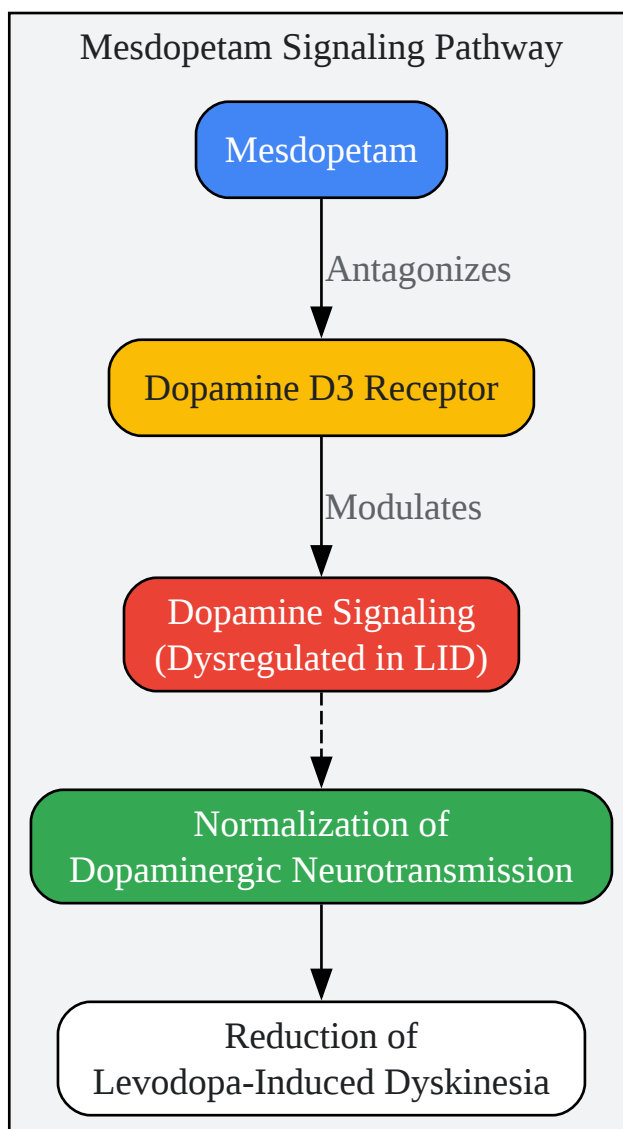 Mesdopetam Signaling Pathway
Mesdopetam
Antagonizes
Dopamine D3 Receptor
Modulates
Dopamine Signaling
(Dysregulated in LID)
Normalization of
Dopaminergic Neurotransmission
Reduction of
Levodopa-Induced Dyskinesia